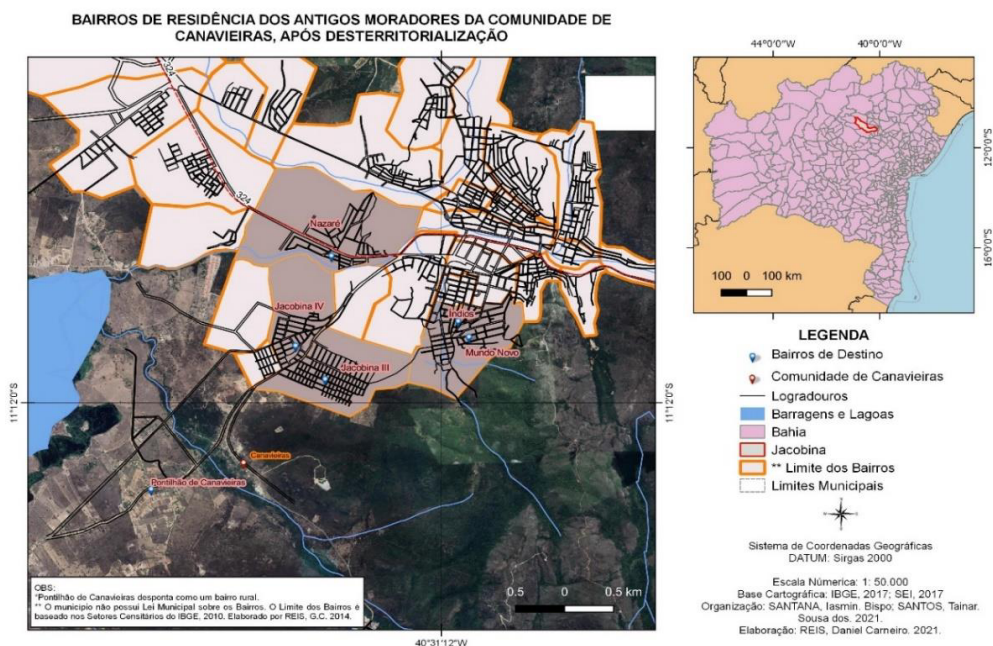 BAIRROS DE RESIDÊNCIA DOS ANTIGOS MORADORES DA COMUNIDADE DE
CANAVIEIRAS, APÓS DESTERRITORIALIZAÇÃO
324
324
Nazaré
Jacobina IV
Índios
Mundo Novo
Jacobina III
Canavieiras
Pontilhão de Canavieiras
11°12'0"S
11°12'0"S
40°31'12"W
OBS:
*Pontilhão de Canavieiras desponta como um bairro rural.
** O município não possui Lei Municipal sobre os Bairros. O Limite dos Bairros é
baseado nos Setores Censitários do IBGE, 2010. Elaborado por REIS, G.C. 2014.
0.5 0 0.5 km
44°0'0"W 40°0'0"W
12°0'0"S
16°0'0"S
100 0 100 km
LEGENDA
Bairros de Destino
Comunidade de Canavieiras
Logradouros
Barragens e Lagoas
Bahia
Jacobina
** Limite dos Bairros
Limites Municipais
Sistema de Coordenadas Geográficas
DATUM: Sirgas 2000
Escala Númerica: 1: 50.000
Base Cartográfica: IBGE, 2017; SEI, 2017
Organização: SANTANA, Iasmin. Bispo; SANTOS, Tainar.
Sousa dos. 2021.
Elaboração: REIS, Daniel Carneiro. 2021.